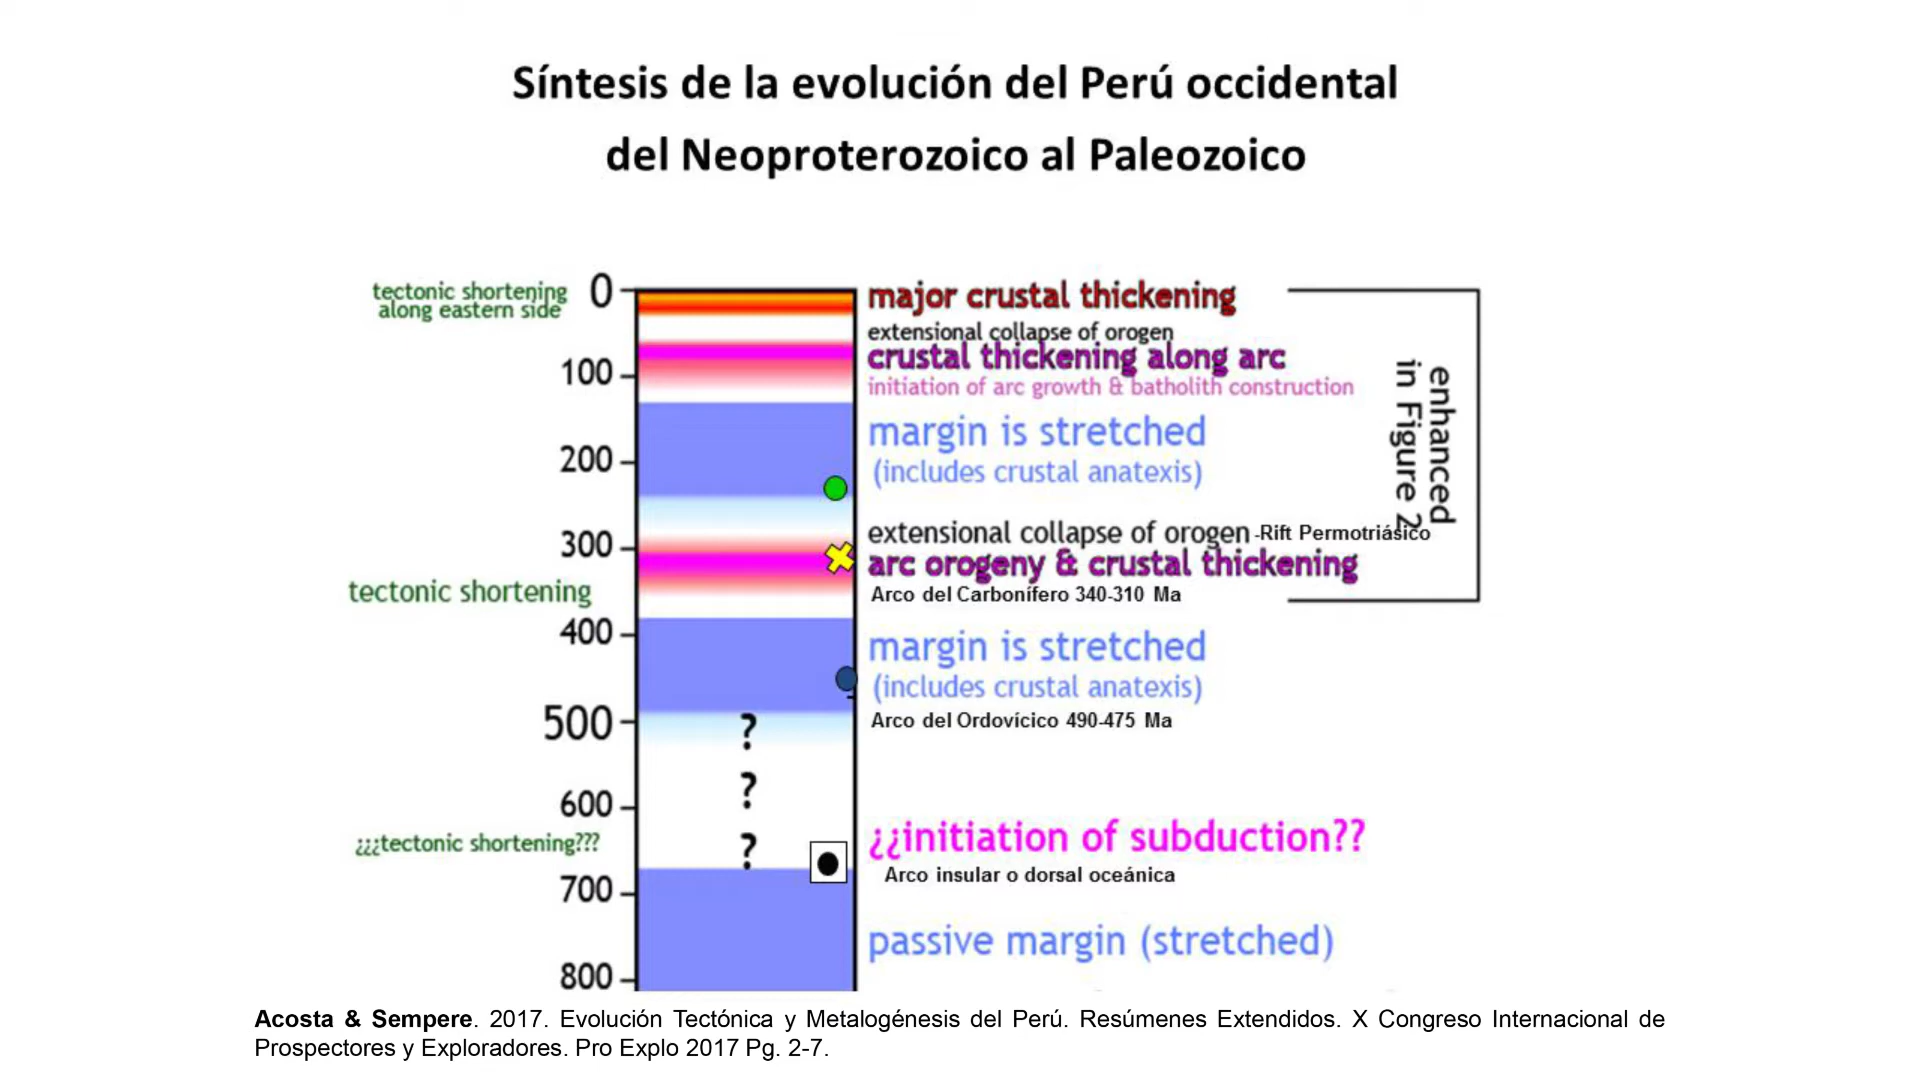 Síntesis de la evolución del Perú occidental
del Neoproterozoico al Paleozoico
tectonic shortening
along eastern side
0
major crustal thickening
extensional collapse of orogen
crustal thickening along arc
100
initiation of arc growth & batholith construction
enhanced
in Figure 2
margin is stretched
200
(includes crustal anatexis)
extensional collapse of orogen -Rift Permotriásico
300
arc orogeny & crustal thickening
tectonic shortening
Arco del Carbonífero 340-310 Ma
400
margin is stretched
(includes crustal anatexis)
500
?
Arco del Ordovícico 490-475 Ma
?
600
¿¿¿tectonic shortening???
?
¿¿initiation of subduction??
Arco insular o dorsal oceánica
700
passive margin (stretched)
800
Acosta & Sempere. 2017. Evolución Tectónica y Metalogénesis del Perú. Resúmenes Extendidos. X Congreso Internacional de
Prospectores y Exploradores. Pro Explo 2017 Pg. 2-7.